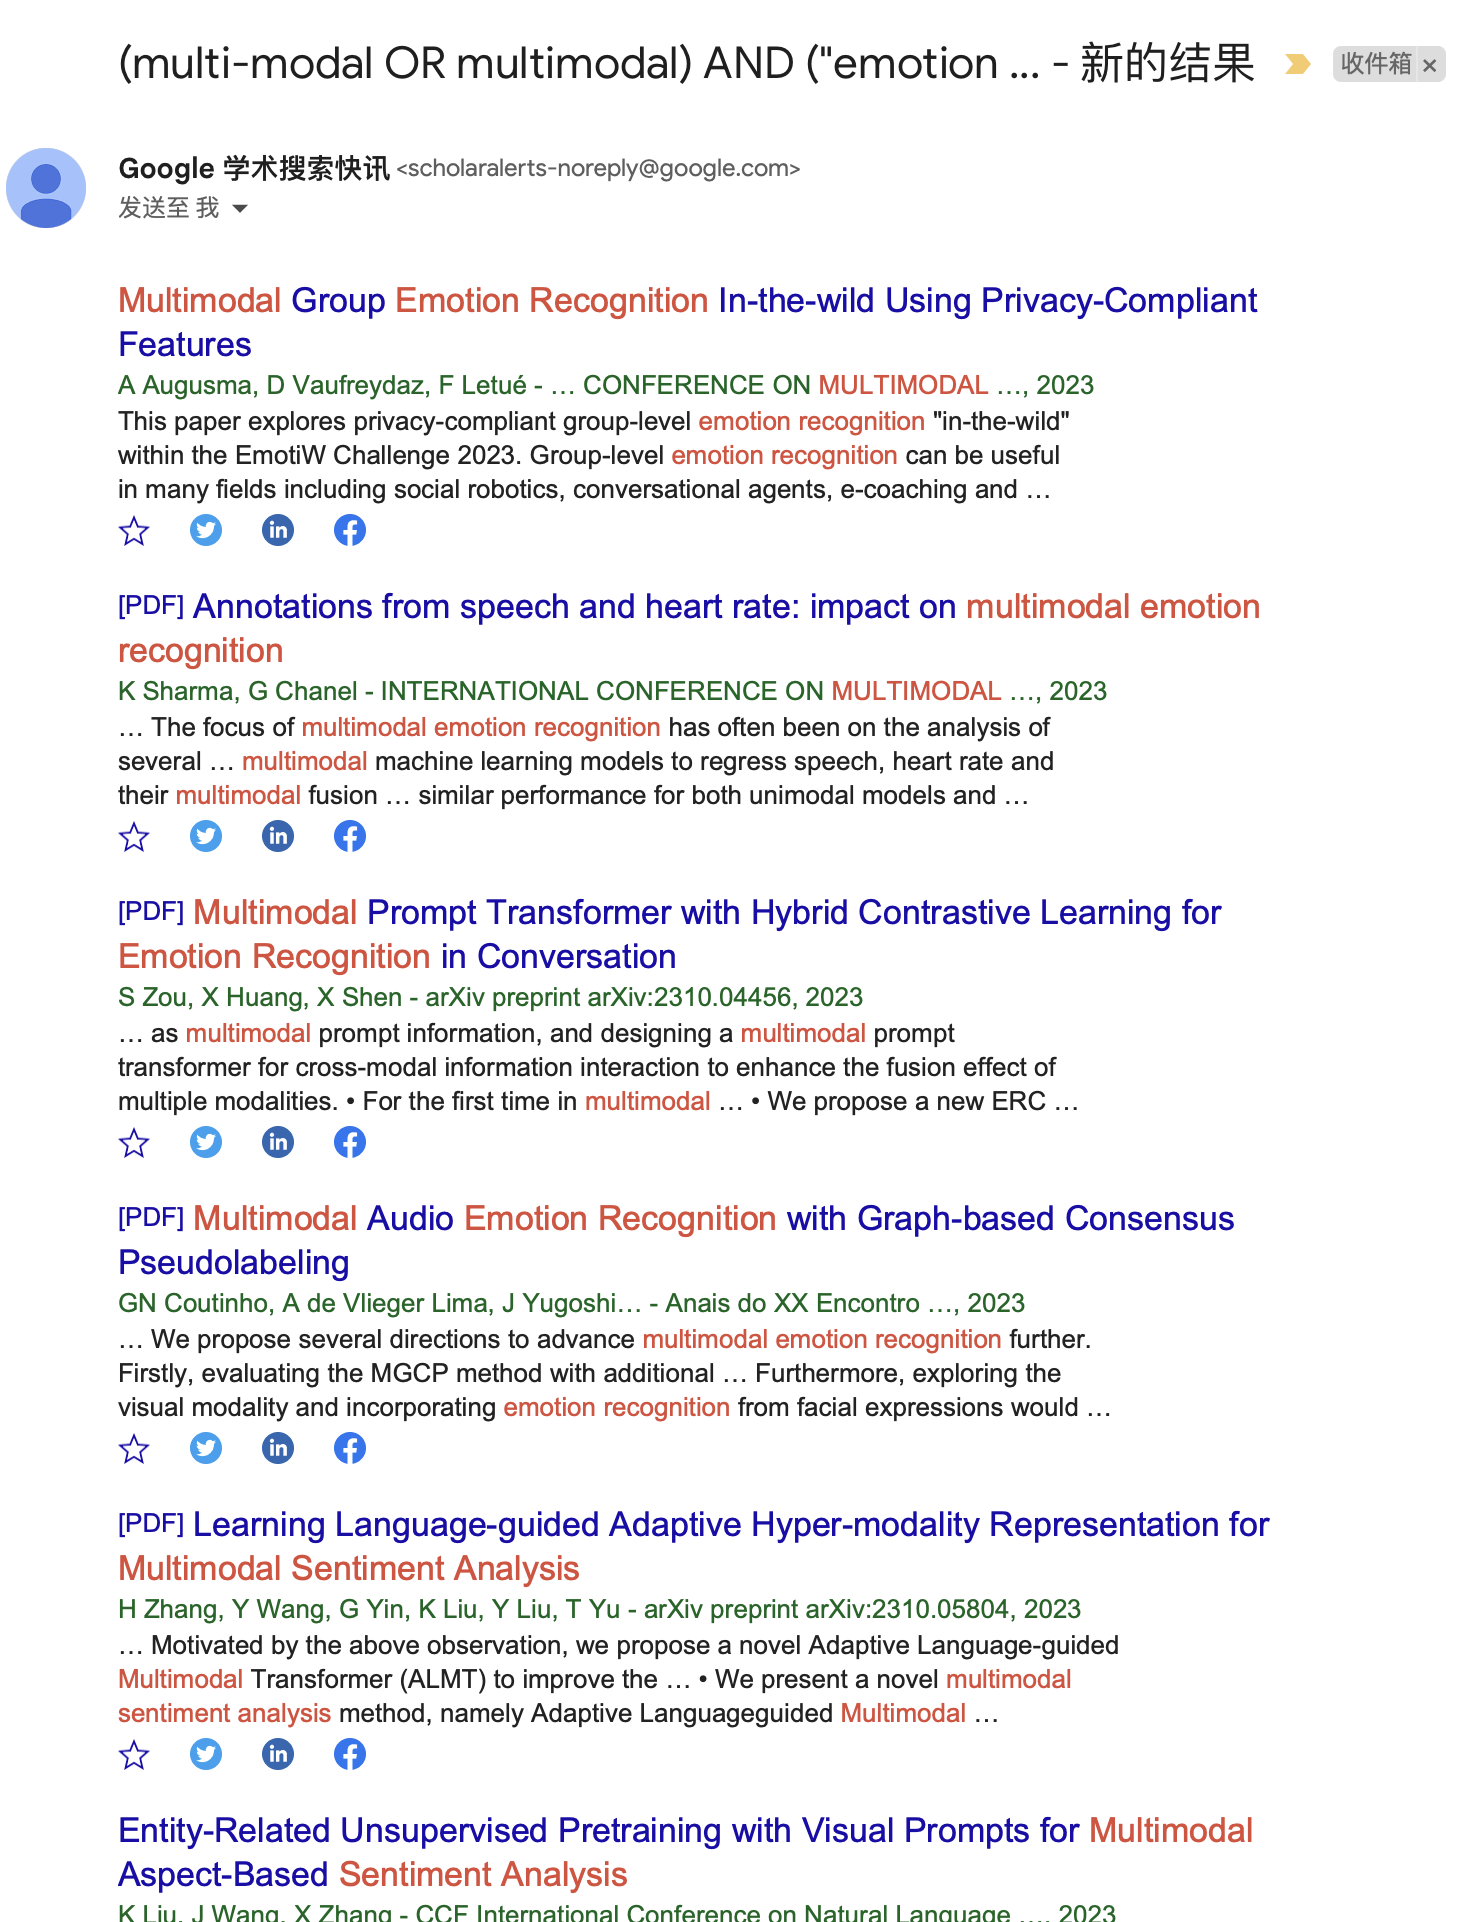 (multi-modal OR multimodal) AND ("emotion ... - 新的结果 收件箱 ×
Google 学术搜索快讯 <scholaralerts-noreply@google.com>
发送至 我
Multimodal Group Emotion Recognition In-the-wild Using Privacy-Compliant
Features
A Augusma, D Vaufreydaz, F Letué - … CONFERENCE ON MULTIMODAL …, 2023
This paper explores privacy-compliant group-level emotion recognition "in-the-wild"
within the EmotiW Challenge 2023. Group-level emotion recognition can be useful
in many fields including social robotics, conversational agents, e-coaching and …
[PDF] Annotations from speech and heart rate: impact on multimodal emotion
recognition
K Sharma, G Chanel - INTERNATIONAL CONFERENCE ON MULTIMODAL …, 2023
… The focus of multimodal emotion recognition has often been on the analysis of
several … multimodal machine learning models to regress speech, heart rate and
their multimodal fusion … similar performance for both unimodal models and …
[PDF] Multimodal Prompt Transformer with Hybrid Contrastive Learning for
Emotion Recognition in Conversation
S Zou, X Huang, X Shen - arXiv preprint arXiv:2310.04456, 2023
… as multimodal prompt information, and designing a multimodal prompt
transformer for cross-modal information interaction to enhance the fusion effect of
multiple modalities. • For the first time in multimodal … • We propose a new ERC …
[PDF] Multimodal Audio Emotion Recognition with Graph-based Consensus
Pseudolabeling
GN Coutinho, A de Vlieger Lima, J Yugoshi… - Anais do XX Encontro …, 2023
… We propose several directions to advance multimodal emotion recognition further.
Firstly, evaluating the MGCP method with additional … Furthermore, exploring the
visual modality and incorporating emotion recognition from facial expressions would …
[PDF] Learning Language-guided Adaptive Hyper-modality Representation for
Multimodal Sentiment Analysis
H Zhang, Y Wang, G Yin, K Liu, Y Liu, T Yu - arXiv preprint arXiv:2310.05804, 2023
… Motivated by the above observation, we propose a novel Adaptive Language-guided
Multimodal Transformer (ALMT) to improve the … • We present a novel multimodal
sentiment analysis method, namely Adaptive Languageguided Multimodal …
Entity-Related Unsupervised Pretraining with Visual Prompts for Multimodal
Aspect-Based Sentiment Analysis
K Liu, J Wang, X Zhang - CCF International Conference on Natural Language …, 2023